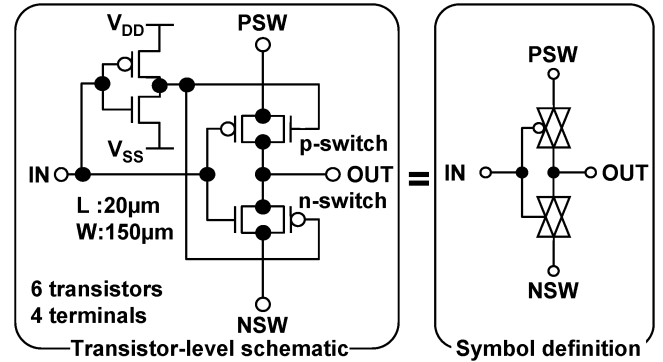 VDD
PSW
PSW
p-switch
VSS
IN
OUT
=
IN
OUT
L :20µm
n-switch
W:150µm
6 transistors
4 terminals
NSW
NSW
Transistor-level schematic
Symbol definition